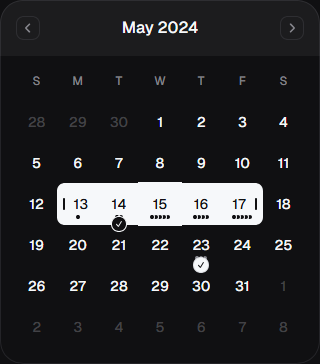 May 2024
S M T W T F S
28 29 30 1 2 3 4
5 6 7 8 9 10 11
12 13 14 15 16 17 18
19 20 21 22 23 24 25
26 27 28 29 30 31 1
2 3 4 5 6 7 8